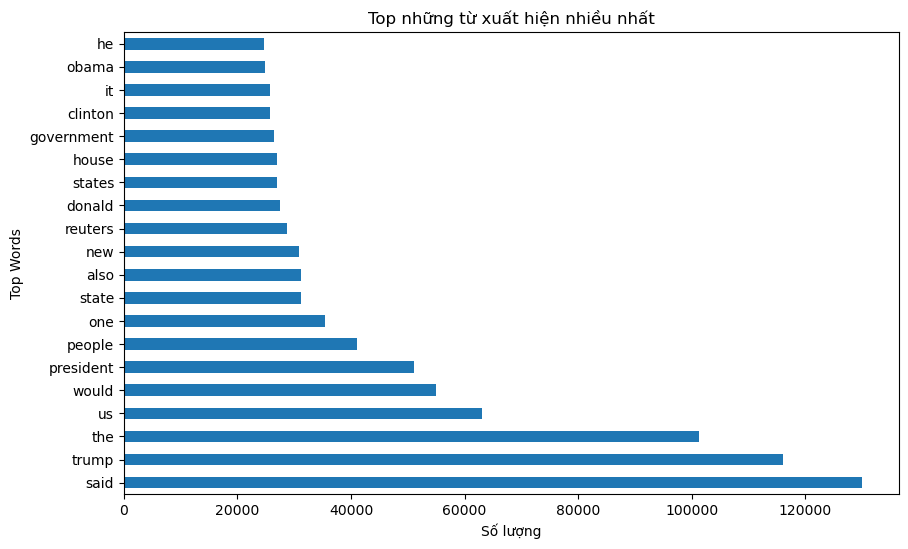 Top những từ xuất hiện nhiều nhất
he
obama
it
clinton
government
house
states
donald
reuters
new
also
state
one
people
president
would
us
the
trump
said
Top Words
0 20000 40000 60000 80000 100000 120000
Số lượng